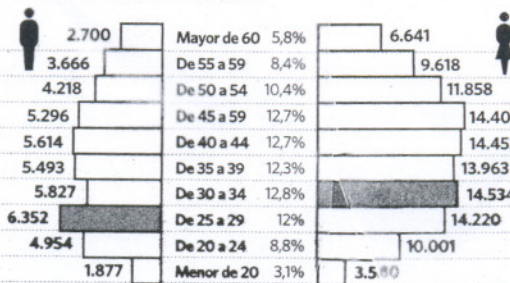 2.700 Mayor de 60 5,8% 6.641
3.666 De 55 a 59 8,4% 9.618
4.218 De 50 a 54 10,4% 11.858
5.296 De 45 a 59 12,7% 14.40
5.614 De 40 a 44 12,7% 14.45
5.493 De 35 a 39 12,3% 13.963
5.827 De 30 a 34 12,8% 14.534
6.352 De 25 a 29 12% 14.220
4.954 De 20 a 24 8,8% 10.001
1.877 Menor de 20 3,1%